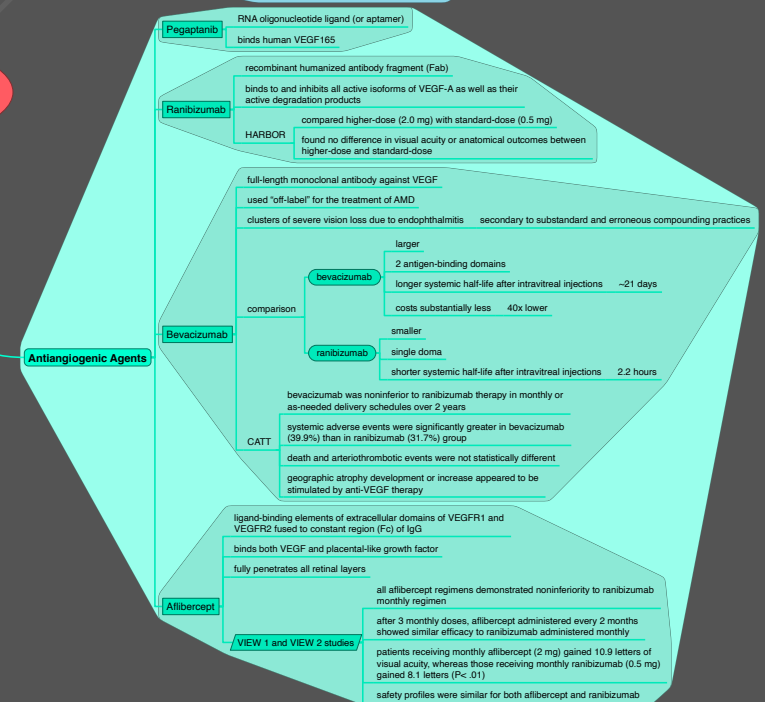 Antiangiogenic Agents
Pegaptanib
RNA oligonucleotide ligand (or aptamer)
binds human VEGF165
Ranibizumab
recombinant humanized antibody fragment (Fab)
binds to and inhibits all active isoforms of VEGF-A as well as their
active degradation products
HARBOR
compared higher-dose (2.0 mg) with standard-dose (0.5 mg)
found no difference in visual acuity or anatomical outcomes between
higher-dose and standard-dose
Bevacizumab
full-length monoclonal antibody against VEGF
used “off-label” for the treatment of AMD
clusters of severe vision loss due to endophthalmitis
secondary to substandard and erroneous compounding practices
comparison
bevacizumab
larger
2 antigen-binding domains
longer systemic half-life after intravitreal injections
~21 days
costs substantially less
40x lower
ranibizumab
smaller
single doma
shorter systemic half-life after intravitreal injections
2.2 hours
CATT
bevacizumab was noninferior to ranibizumab therapy in monthly or
as-needed delivery schedules over 2 years
systemic adverse events were significantly greater in bevacizumab
(39.9%) than in ranibizumab (31.7%) group
death and arteriothrombotic events were not statistically different
geographic atrophy development or increase appeared to be
stimulated by anti-VEGF therapy
Aflibercept
ligand-binding elements of extracellular domains of VEGFR1 and
VEGFR2 fused to constant region (Fc) of IgG
binds both VEGF and placental-like growth factor
fully penetrates all retinal layers
VIEW 1 and VIEW 2 studies
all aflibercept regimens demonstrated noninferiority to ranibizumab
monthly regimen
after 3 monthly doses, aflibercept administered every 2 months
showed similar efficacy to ranibizumab administered monthly
patients receiving monthly aflibercept (2 mg) gained 10.9 letters of
visual acuity, whereas those receiving monthly ranibizumab (0.5 mg)
gained 8.1 letters (P< .01)
safety profiles were similar for both aflibercept and ranibizumab